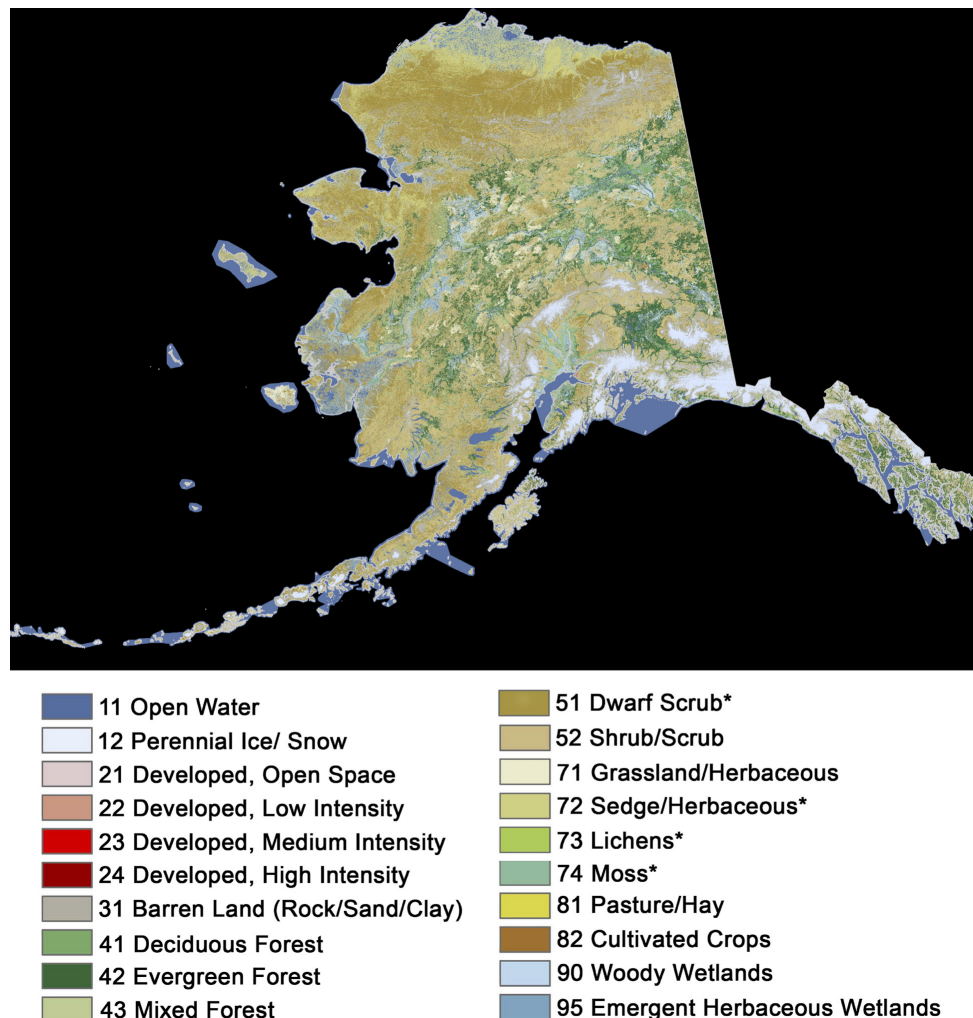 11 Open Water
12 Perennial Ice/ Snow
21 Developed, Open Space
22 Developed, Low Intensity
23 Developed, Medium Intensity
24 Developed, High Intensity
31 Barren Land (Rock/Sand/Clay)
41 Deciduous Forest
42 Evergreen Forest
43 Mixed Forest
51 Dwarf Scrub*
52 Shrub/Scrub
71 Grassland/Herbaceous
72 Sedge/Herbaceous*
73 Lichens*
74 Moss*
81 Pasture/Hay
82 Cultivated Crops
90 Woody Wetlands
95 Emergent Herbaceous Wetlands